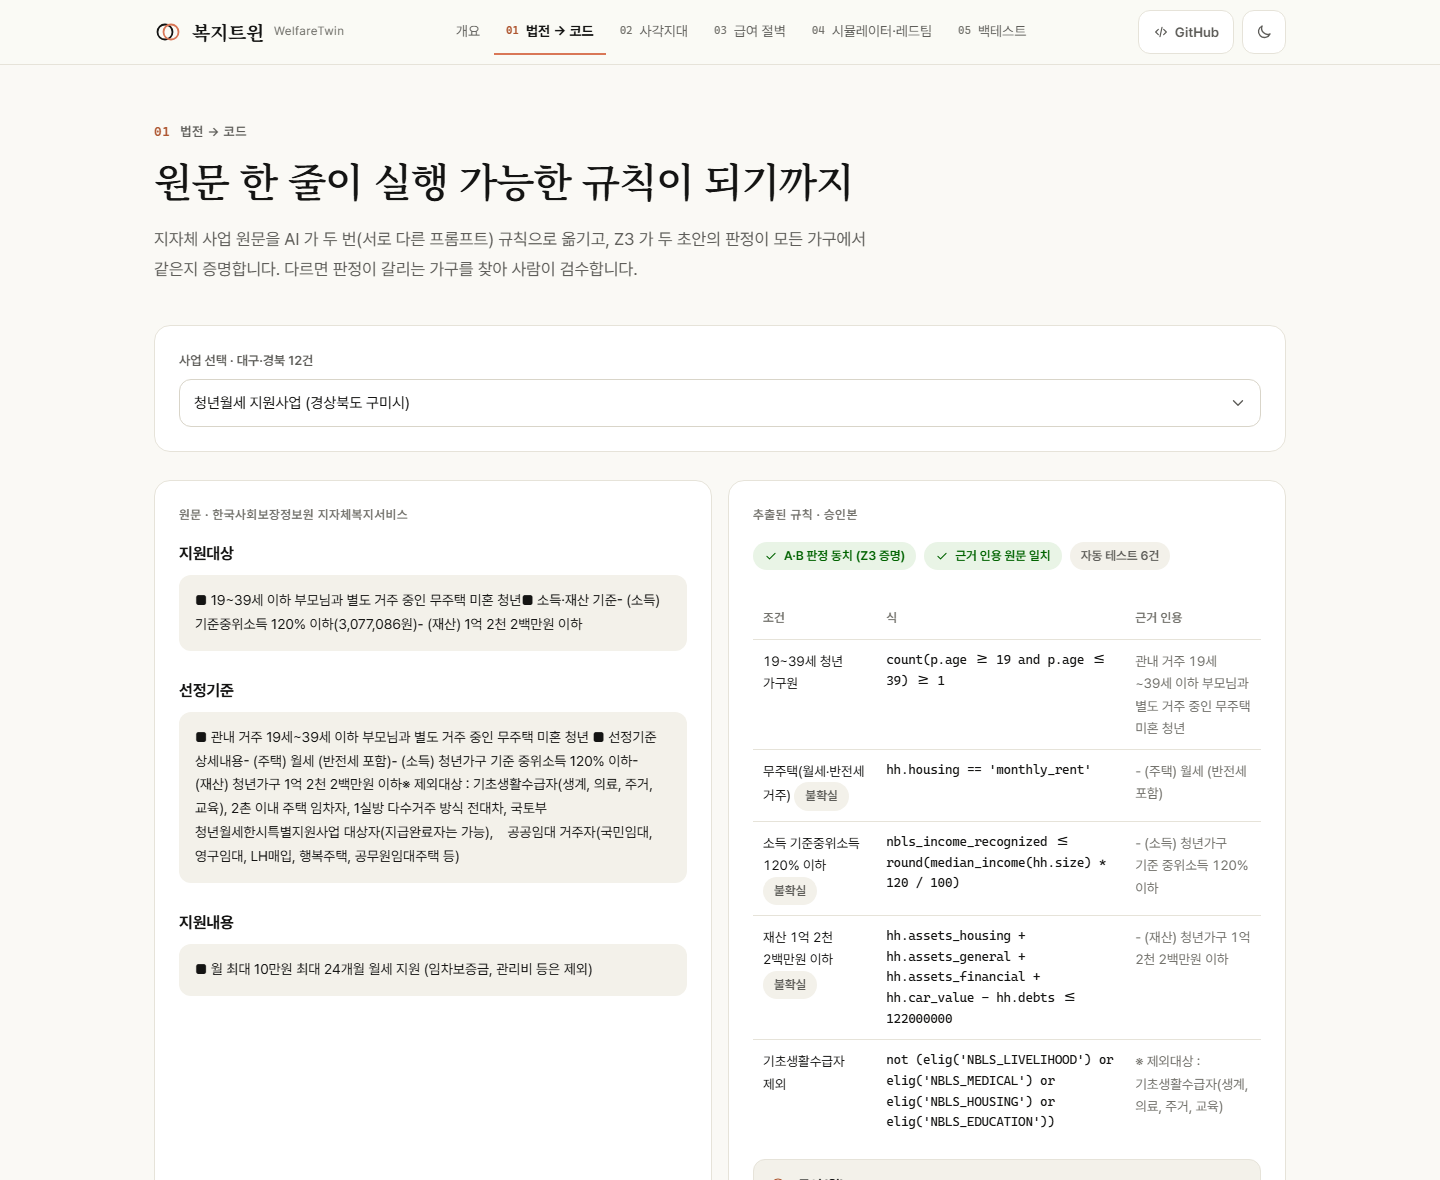 복지트윈 WelfareTwin
개요
01 법전 → 코드
02 사각지대
03 급여 절벽
04 시뮬레이터·레드팀
05 백테스트
GitHub
01 법전 → 코드
원문 한 줄이 실행 가능한 규칙이 되기까지
지자체 사업 원문을 AI 가 두 번(서로 다른 프롬프트) 규칙으로 옮기고, Z3 가 두 초안의 판정이 모든 가구에서
같은지 증명합니다. 다르면 판정이 갈리는 가구를 찾아 사람이 검수합니다.
사업 선택 · 대구·경북 12건
청년월세 지원사업 (경상북도 구미시)
원문 · 한국사회보장정보원 지자체복지서비스
지원대상
■ 19~39세 이하 부모님과 별도 거주 중인 무주택 미혼 청년■ 소득·재산 기준- (소득)
기준중위소득 120% 이하(3,077,086원)- (재산) 1억 2천 2백만원 이하
선정기준
■ 관내 거주 19세~39세 이하 부모님과 별도 거주 중인 무주택 미혼 청년 ■ 선정기준
상세내용- (주택) 월세 (반전세 포함)- (소득) 청년가구 기준 중위소득 120% 이하-
(재산) 청년가구 1억 2천 2백만원 이하※ 제외대상 : 기초생활수급자(생계, 의료, 주거,
교육), 2촌 이내 주택 임차자, 1실방 다수거주 방식 전대차, 국토부
청년월세한시특별지원사업 대상자(지급완료자는 가능), 공공임대 거주자(국민임대,
영구임대, LH매입, 행복주택, 공무원임대주택 등)
지원내용
■ 월 최대 10만원 최대 24개월 월세 지원 (임차보증금, 관리비 등은 제외)
추출된 규칙 · 승인본
A·B 판정 동치 (Z3 증명)
근거 인용 원문 일치
자동 테스트 6건
조건 식 근거 인용
19~39세 청년
가구원
count(p.age ≥ 19 and p.age ≤
39) ≥ 1
관내 거주 19세
~39세 이하 부모님과
별도 거주 중인 무주택
미혼 청년
무주택(월세·반전세
거주) 불확실
hh.housing == 'monthly_rent'
- (주택) 월세 (반전세
포함)
소득 기준중위소득
120% 이하
불확실
nbls_income_recognized ≤
round(median_income(hh.size) *
120 / 100)
- (소득) 청년가구
기준 중위소득 120%
이하
재산 1억 2천
2백만원 이하
불확실
hh.assets_housing +
hh.assets_general +
hh.assets_financial +
hh.car_value − hh.debts ≤
122000000
- (재산) 청년가구 1억
2천 2백만원 이하
기초생활수급자
제외
not (elig('NBLS_LIVELIHOOD') or
elig('NBLS_MEDICAL') or
elig('NBLS_HOUSING') or
elig('NBLS_EDUCATION'))
※ 제외대상 :
기초생활수급자(생계,
의료, 주거, 교육)